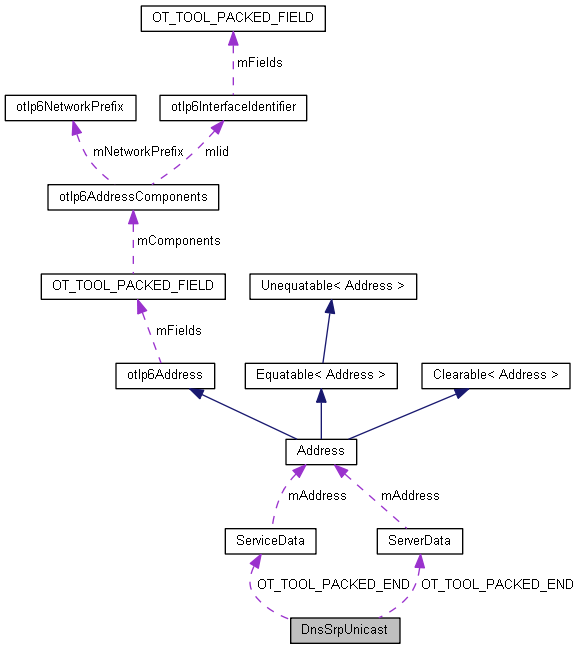 OT_TOOL_PACKED_FIELD
mFields
otIp6NetworkPrefix
otIp6InterfaceIdentifier
mNetworkPrefix
mIid
otIp6AddressComponents
mComponents
OT_TOOL_PACKED_FIELD
Unequatable< Address >
mFields
otIp6Address
Equatable< Address >
Clearable< Address >
Address
mAddress
mAddress
ServiceData
ServerData
OT_TOOL_PACKED_END
OT_TOOL_PACKED_END
DnsSrpUnicast